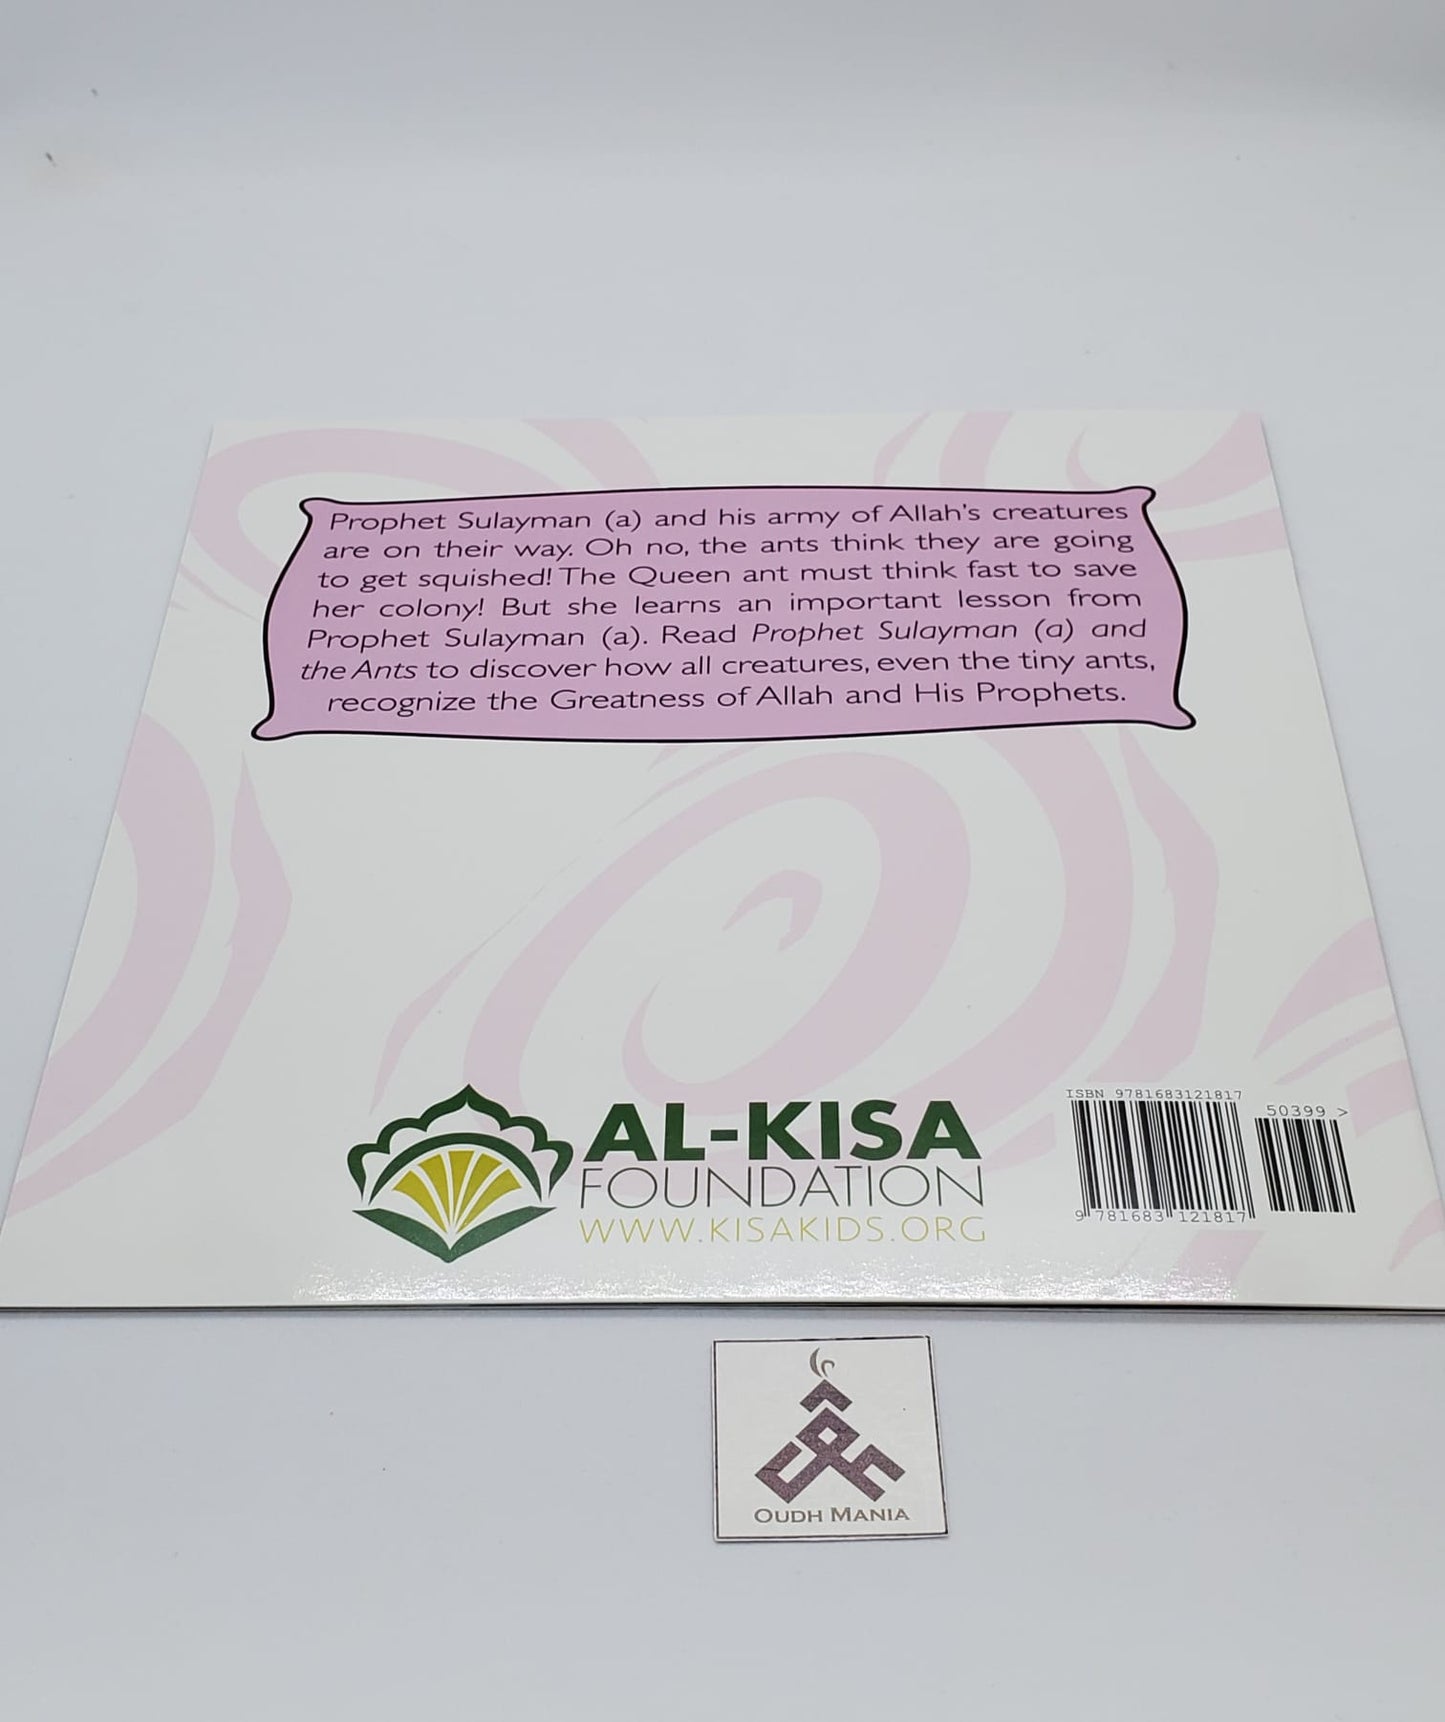 Prophet Sulayman (a) and his army of Allah's creatures
are on their way. Oh no, the ants think they are going
to get squished! The Queen ant must think fast to save
her colony! But she learns an important lesson from
Prophet Sulayman (a). Read Prophet Sulayman (a) and
the Ants to discover how all creatures, even the tiny ants,
recognize the Greatness of Allah and His Prophets.
AL-KISA
FOUNDATION
WWW.KISAKIDS.ORG
ISBN 9781683121817
50399 >
9 781683 121817
OUDH MANIA